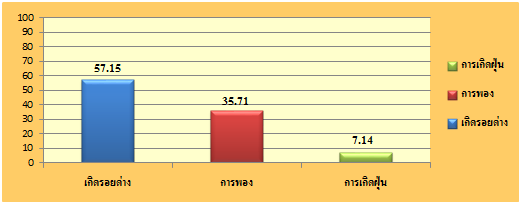 100
90
80
70
60
50
40
30
20
10
0
57.15
35.71
7.14
เกิดรอยด่าง
การพอง
การเกิดฝุ่น
การเกิดฝุ่น
การพอง
เกิดรอยด่าง